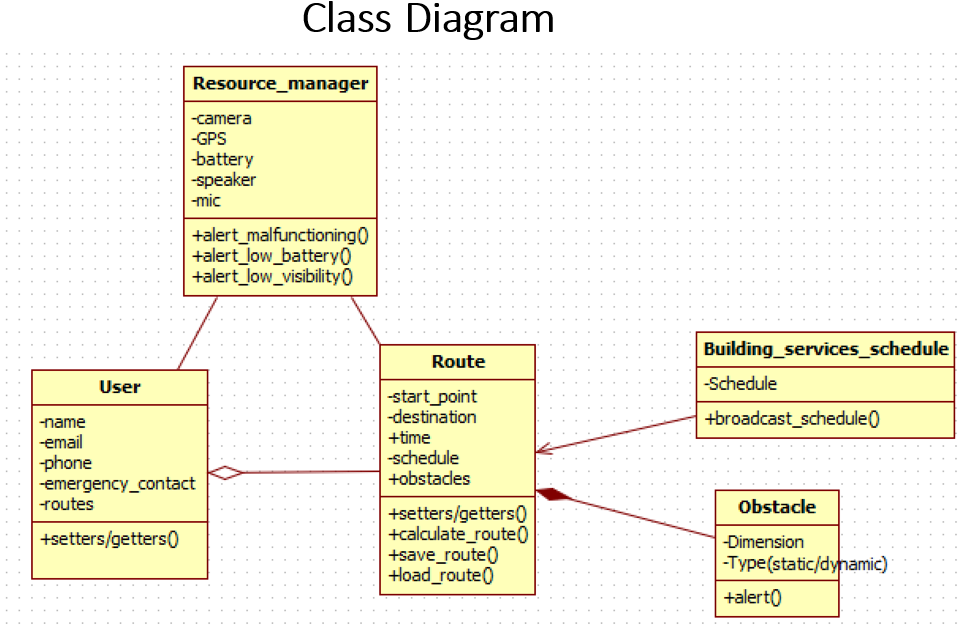 Class Diagram
Resource_manager
-camera
-GPS
-battery
-speaker
-mic
+alert_malfunctioning()
+alert_low_battery()
+alert_low_visibility()
User
-name
-email
-phone
-emergency_contact
-routes
+setters/getters()
Route
-start_point
-destination
+time
-schedule
+obstacles
+setters/getters()
+calculate_route()
+save_route()
+load_route()
Building_services_schedule
-Schedule
+broadcast_schedule()
Obstacle
-Dimension
-Type(static/dynamic)
+alert()